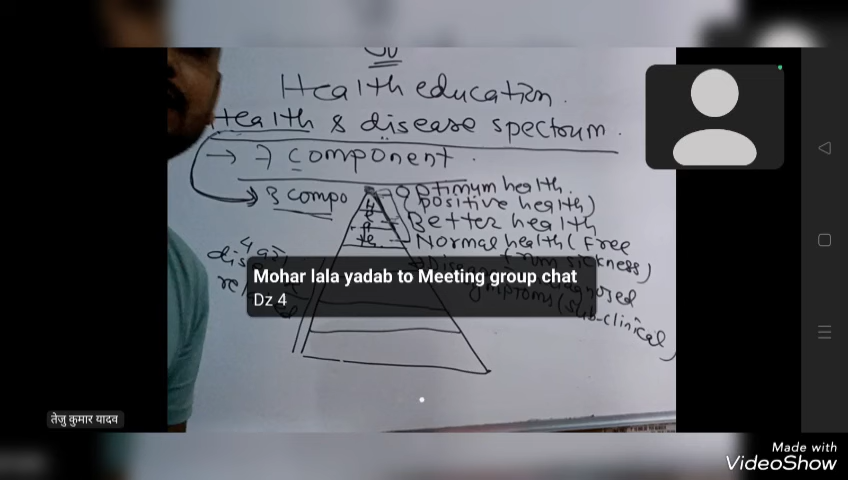 Health education.
Health & disease spectrum.
→ 7 component.
3 compo
Optimum health.
(positive health)
Better health
Normal health (free
from sickness)
symptoms (sub-clinical)
Mohar lala yadab to Meeting group chat
Dz 4
तेजु कुमार यादव
Made with
VideoShow